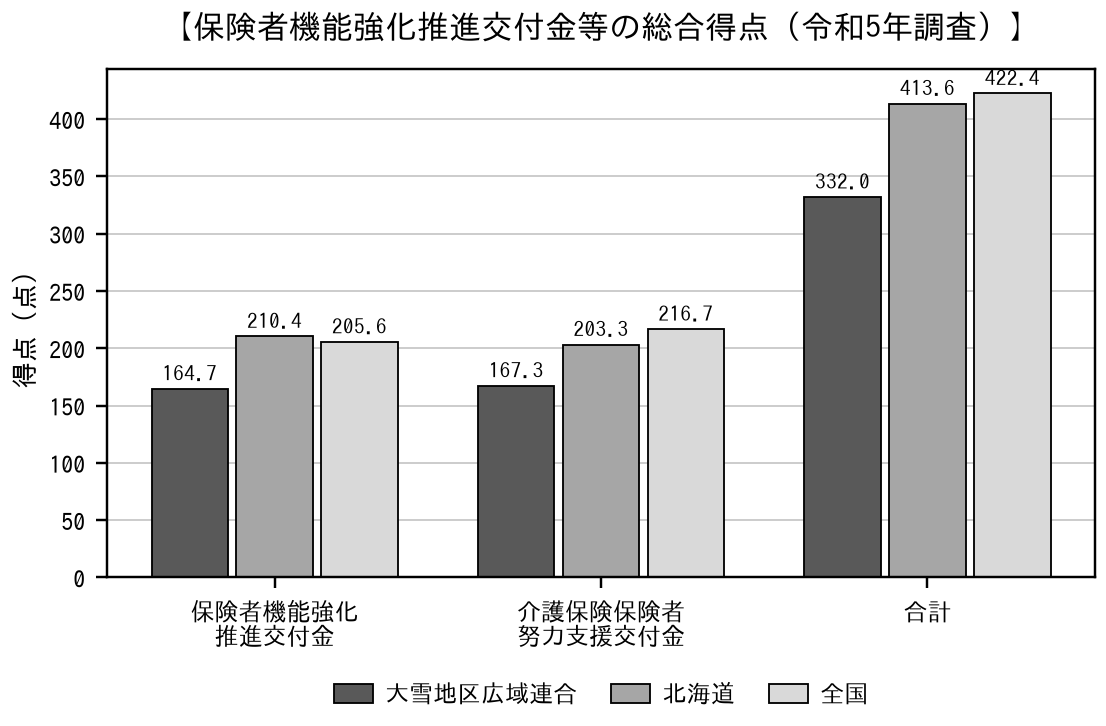 【保険者機能強化推進交付金等の総合得点（令和5年調査）】
得点（点）
400
350
300
250
200
150
100
50
0
164.7
210.4
205.6
167.3
203.3
216.7
332.0
413.6
422.4
保険者機能強化
推進交付金
介護保険保険者
努力支援交付金
合計
大雪地区広域連合
北海道
全国